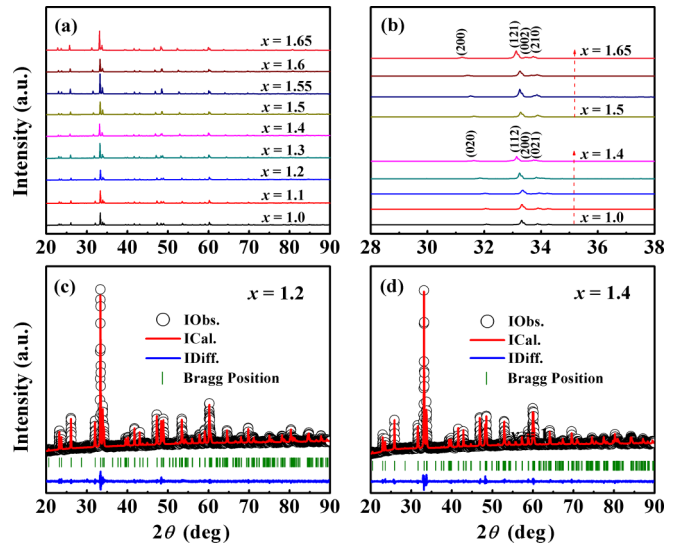 (a)
x = 1.65
x = 1.6
x = 1.55
x = 1.5
x = 1.4
x = 1.3
x = 1.2
x = 1.1
x = 1.0
Intensity (a.u.)
20 30 40 50 60 70 80 90
(b)
(200)
(121)
(002)
(210)
x = 1.65
x = 1.5
(020)
(112)
(200)
(021)
x = 1.4
x = 1.0
Intensity (a.u.)
28 30 32 34 36 38
(c)
x = 1.2
IObs.
ICal.
IDiff.
Bragg Position
Intensity (a.u.)
20 30 40 50 60 70 80 90
2θ (deg)
(d)
x = 1.4
IObs.
ICal.
IDiff.
Bragg Position
Intensity (a.u.)
20 30 40 50 60 70 80 90
2θ (deg)